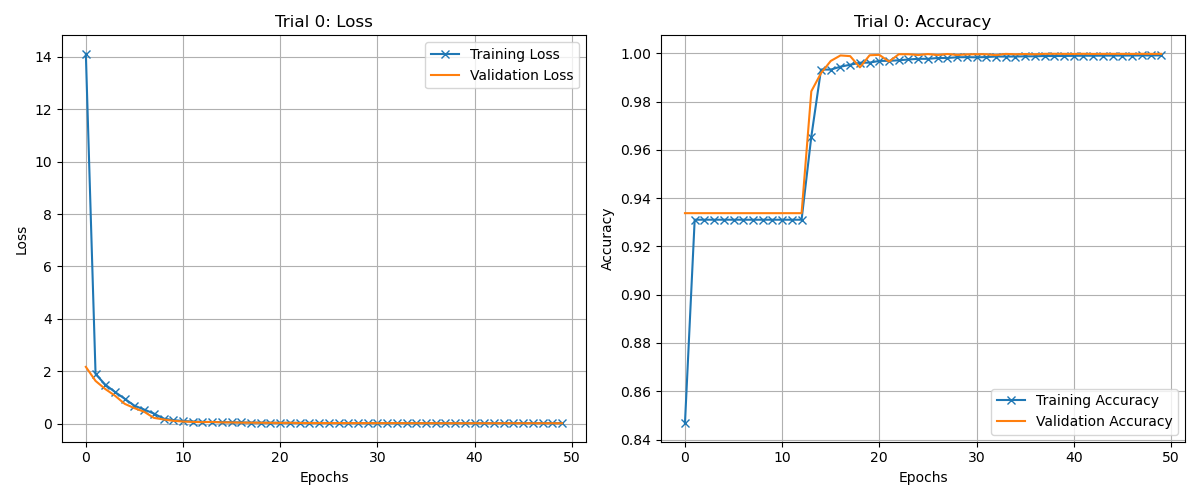 Trial 0: Loss
Training Loss
Validation Loss
14
12
10
8
6
4
2
0
0 10 20 30 40 50
Epochs
Loss
Trial 0: Accuracy
1.00
0.98
0.96
0.94
0.92
0.90
0.88
0.86
0.84
Training Accuracy
Validation Accuracy
0 10 20 30 40 50
Epochs
Accuracy